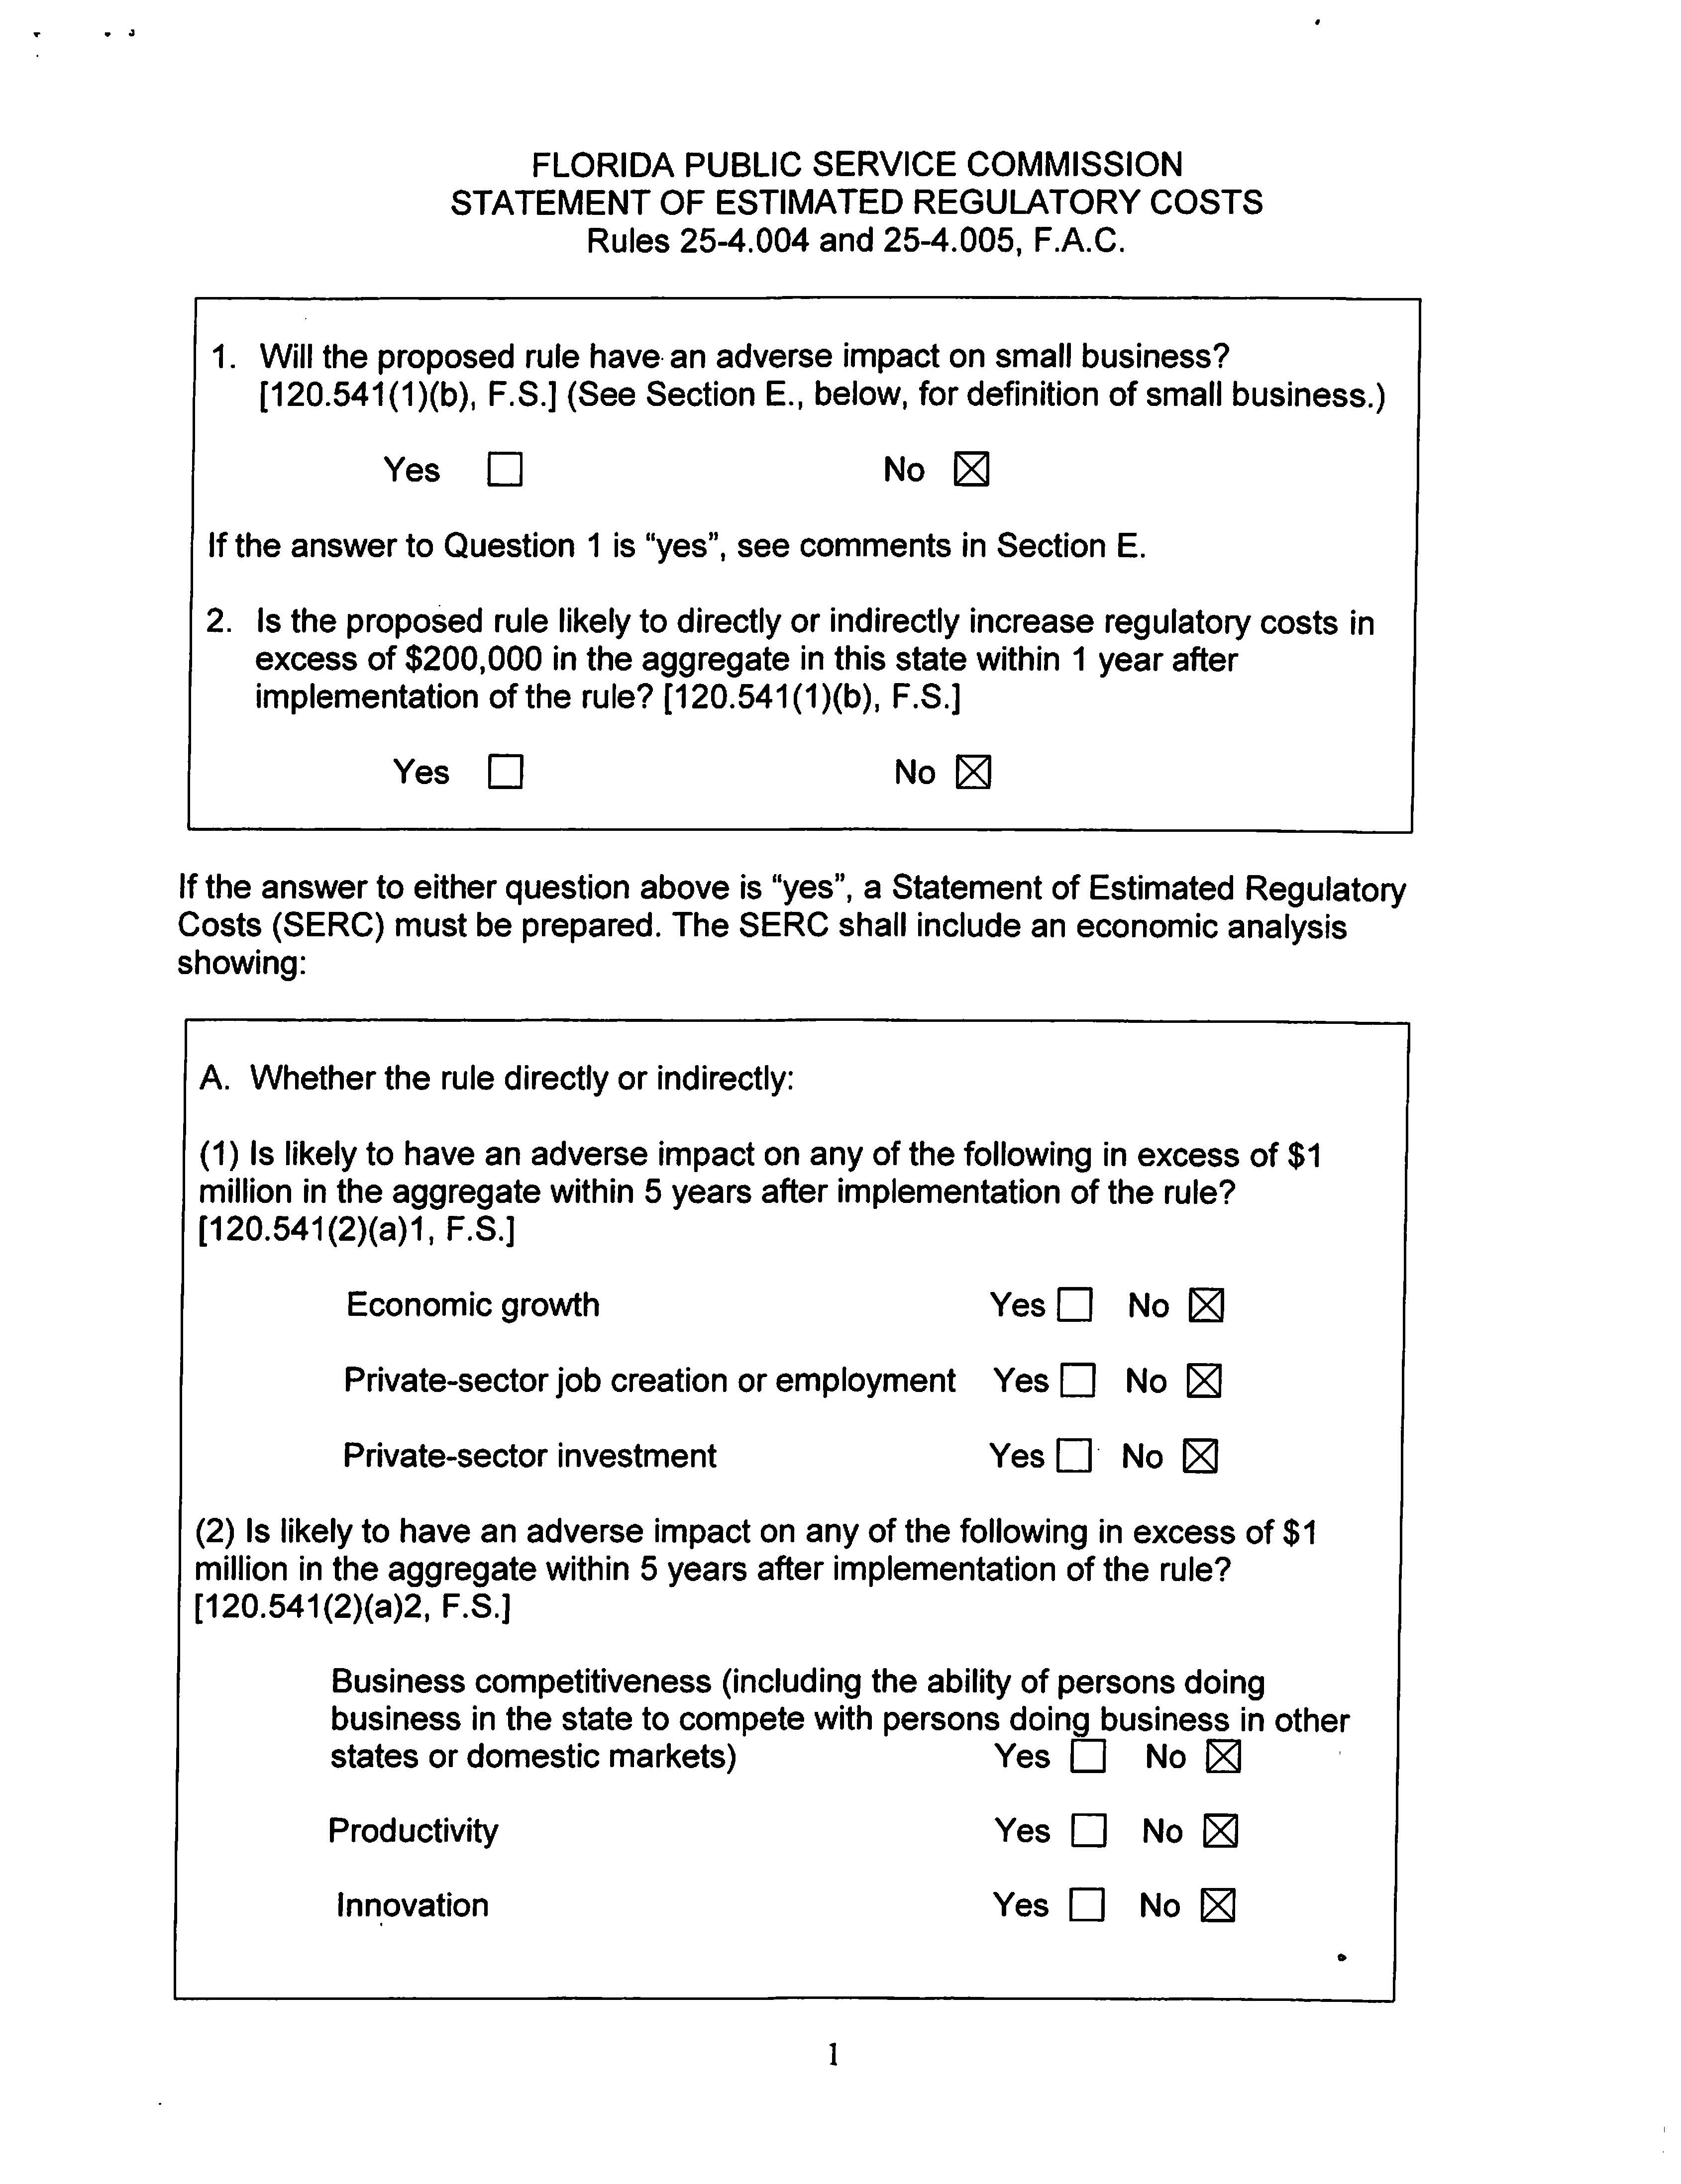 FLORIDA PUBLIC SERVICE COMMISSION
STATEMENT OF ESTIMATED REGULATORY COSTS
Rules 25-4.004 and 25-4.005, F.A.C.
1. Will the proposed rule have an adverse impact on small business?
[120.541(1)(b), F.S.] (See Section E., below, for definition of small business.)
Yes ☐ No ☒
If the answer to Question 1 is “yes”, see comments in Section E.
2. Is the proposed rule likely to directly or indirectly increase regulatory costs in
excess of $200,000 in the aggregate in this state within 1 year after
implementation of the rule? [120.541(1)(b), F.S.]
Yes ☐ No ☒
If the answer to either question above is “yes”, a Statement of Estimated Regulatory
Costs (SERC) must be prepared. The SERC shall include an economic analysis
showing:
A. Whether the rule directly or indirectly:
(1) Is likely to have an adverse impact on any of the following in excess of $1
million in the aggregate within 5 years after implementation of the rule?
[120.541(2)(a)1, F.S.]
Economic growth Yes ☐ No ☒
Private-sector job creation or employment Yes ☐ No ☒
Private-sector investment Yes ☐ No ☒
(2) Is likely to have an adverse impact on any of the following in excess of $1
million in the aggregate within 5 years after implementation of the rule?
[120.541(2)(a)2, F.S.]
Business competitiveness (including the ability of persons doing
business in the state to compete with persons doing business in other
states or domestic markets) Yes ☐ No ☒
Productivity Yes ☐ No ☒
Innovation Yes ☐ No ☒
1